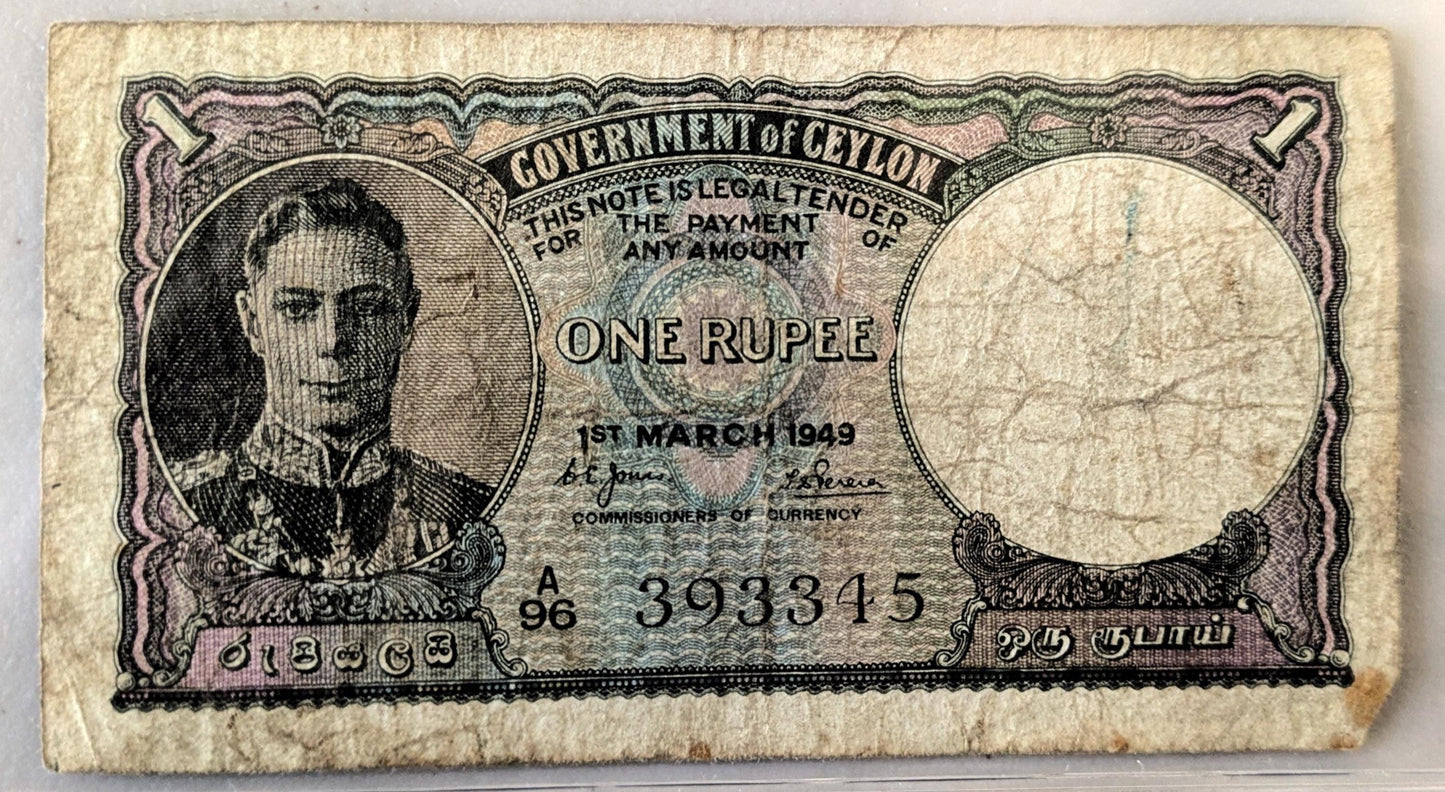 1
1
GOVERNMENT of CEYLON
THIS NOTE IS LEGAL TENDER
FOR THE PAYMENT OF
ANY AMOUNT
ONE RUPEE
1ST MARCH 1949
T D Perera
COMMISSIONERS OF CURRENCY
A
96
393345
රුපියලයි
ஒரு ரூபாய்